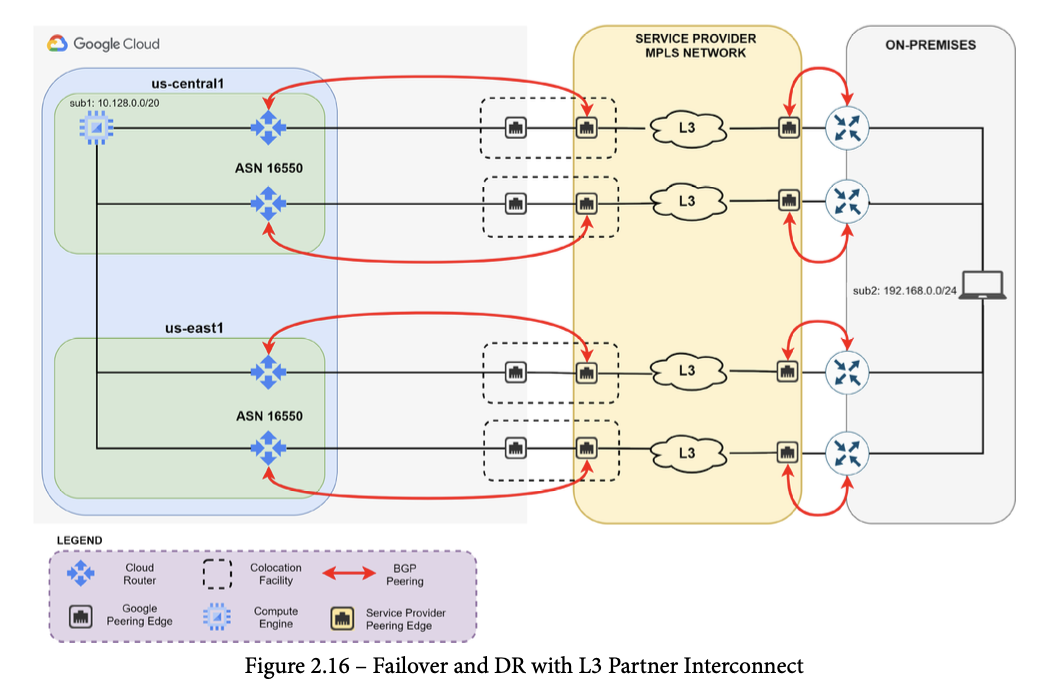 Google Cloud
SERVICE PROVIDER
MPLS NETWORK
ON-PREMISES
us-central1
sub1: 10.128.0.0/20
L3
ASN 16550
L3
sub2: 192.168.0.0/24
us-east1
L3
ASN 16550
L3
LEGEND
Cloud
Router
Colocation
Facility
BGP
Peering
Google
Peering Edge
Compute
Engine
Service Provider
Peering Edge
Figure 2.16 – Failover and DR with L3 Partner Interconnect